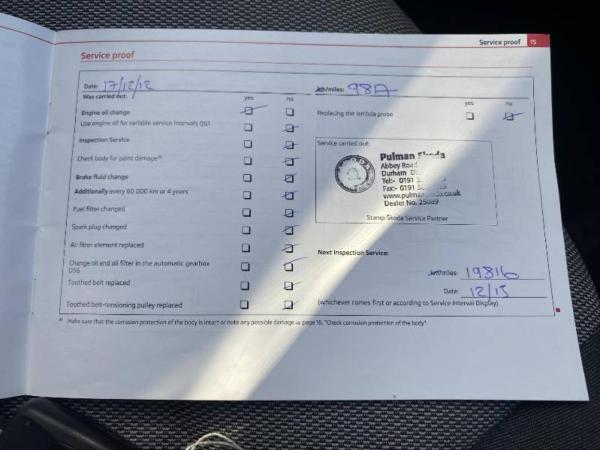 Service proof 15
Service proof
Date: 17/12/12
km/miles: 98
Was carried out: yes no
yes no
Engine oil change
Replacing the lambda probe
Use engine oil for variable service intervals QG1
Inspection Service
Service carried out:
Check body for paint damage
Pulman Skoda
Abbey Road
Brake fluid change
Durham
Tel:- 0191
Additionally every 60 000 km or 4 years
Fax:- 0191
Fuel filter changed
Dealer No. 25089
Stamp Škoda Service Partner
Spark plug changed
Air filter element replaced
Next Inspection Service:
Change oil and oil filter in the automatic gearbox
DSG
km/miles: 19816
Toothed belt replaced
Date: 12/13
Toothed belt-tensioning pulley replaced
(whichever comes first or according to Service Interval Display)
Make sure that the corrosion protection of the body is intact or note any possible damage ⇒ page 16, "Check corrosion protection of the body".